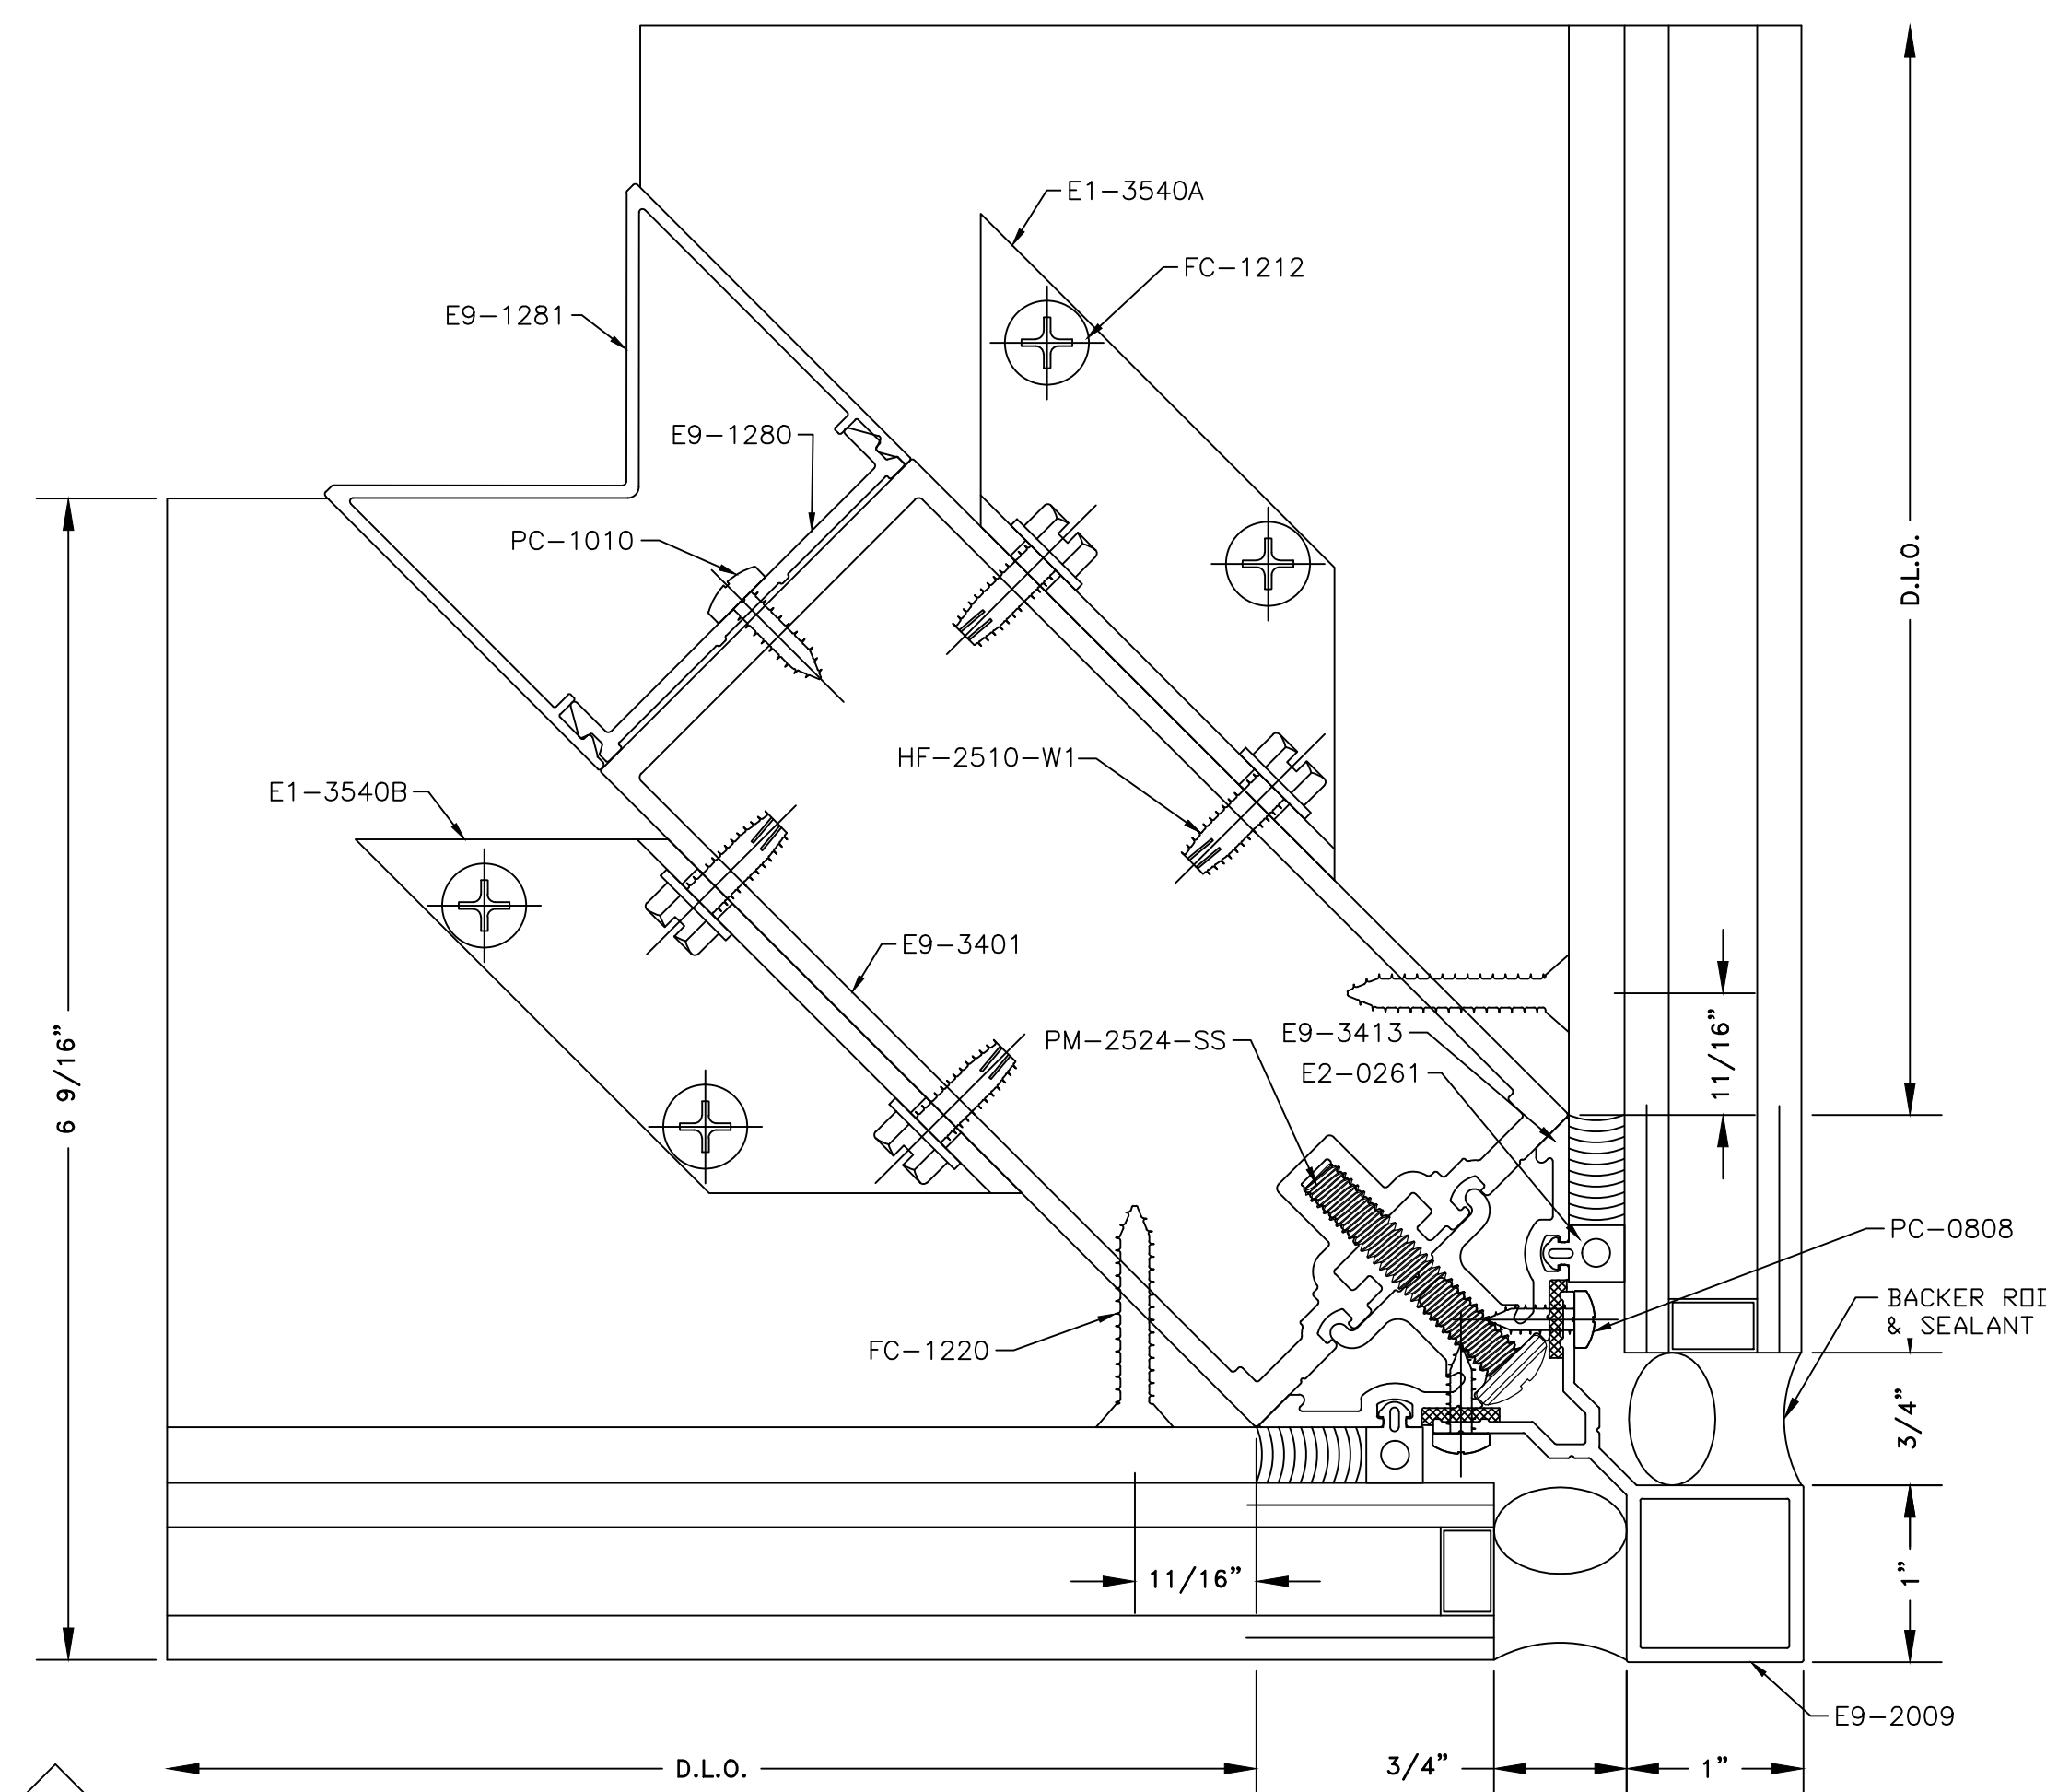 E1-3540A
FC-1212
E9-1281
E9-1280
PC-1010
D.L.O.
HF-2510-W1
E1-3540B
E9-3401
6 9/16"
PM-2524-SS
E9-3413
E2-0261
11/16"
PC-0808
BACKER
& SEALANT
FC-1220
3/4"
11/16"
1"
E9-2009
D.L.O.
3/4"
1"